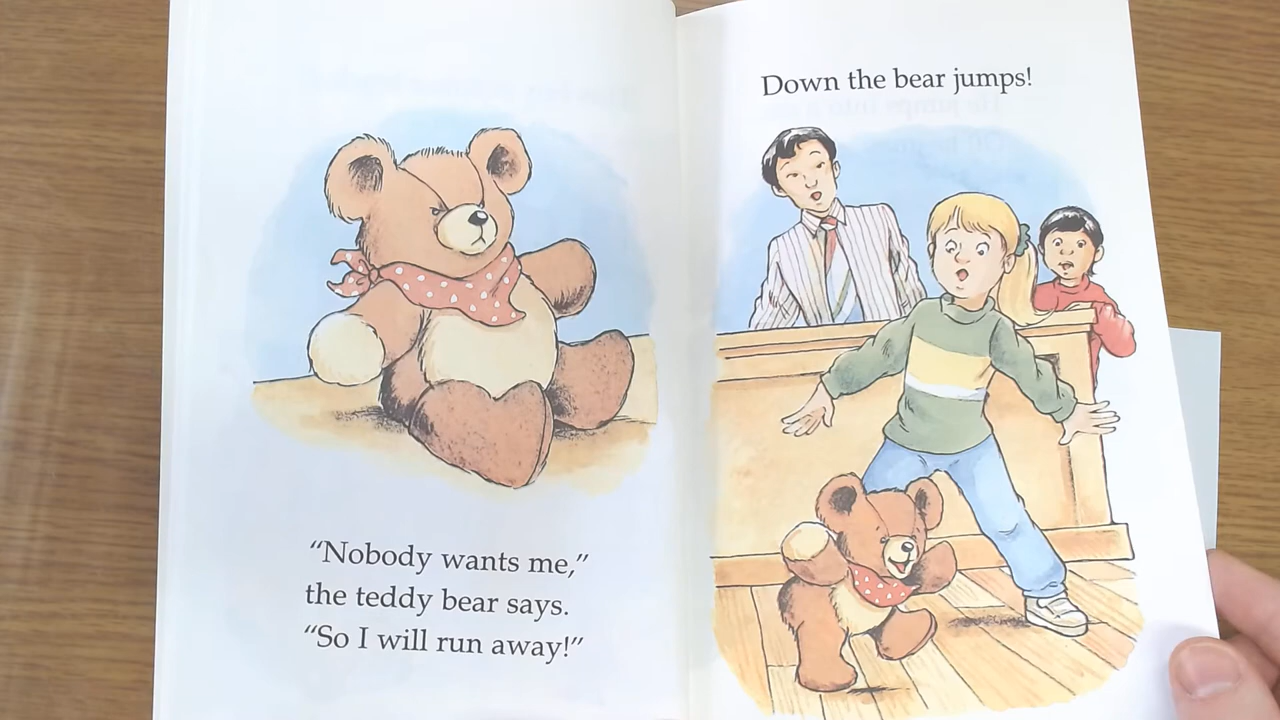 “Nobody wants me,”
the teddy bear says.
“So I will run away!”
Down the bear jumps!